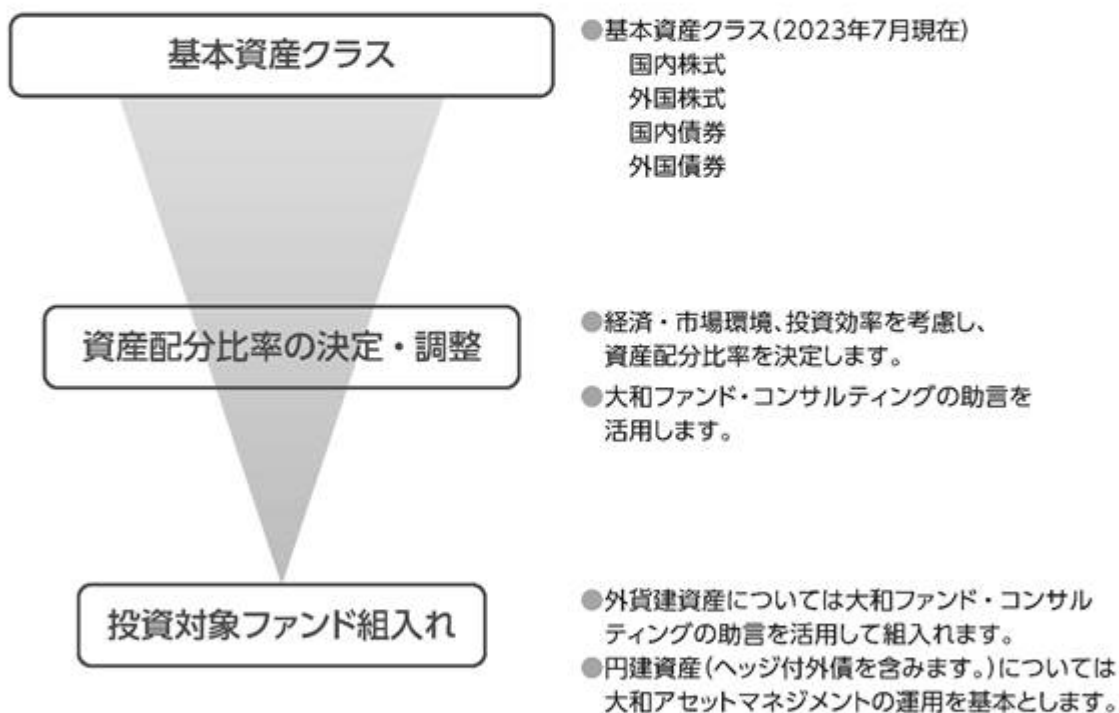 基本資産クラス
●基本資産クラス(2023年7月現在)
国内株式
外国株式
国内債券
外国債券
資産配分比率の決定・調整
●経済・市場環境、投資効率を考慮し、
資産配分比率を決定します。
●大和ファンド・コンサルティングの助言を
活用します。
投資対象ファンド組入れ
●外貨建資産については大和ファンド・コンサル
ティングの助言を活用して組入れます。
●円建資産(ヘッジ付外債を含みます。)については
大和アセットマネジメントの運用を基本とします。